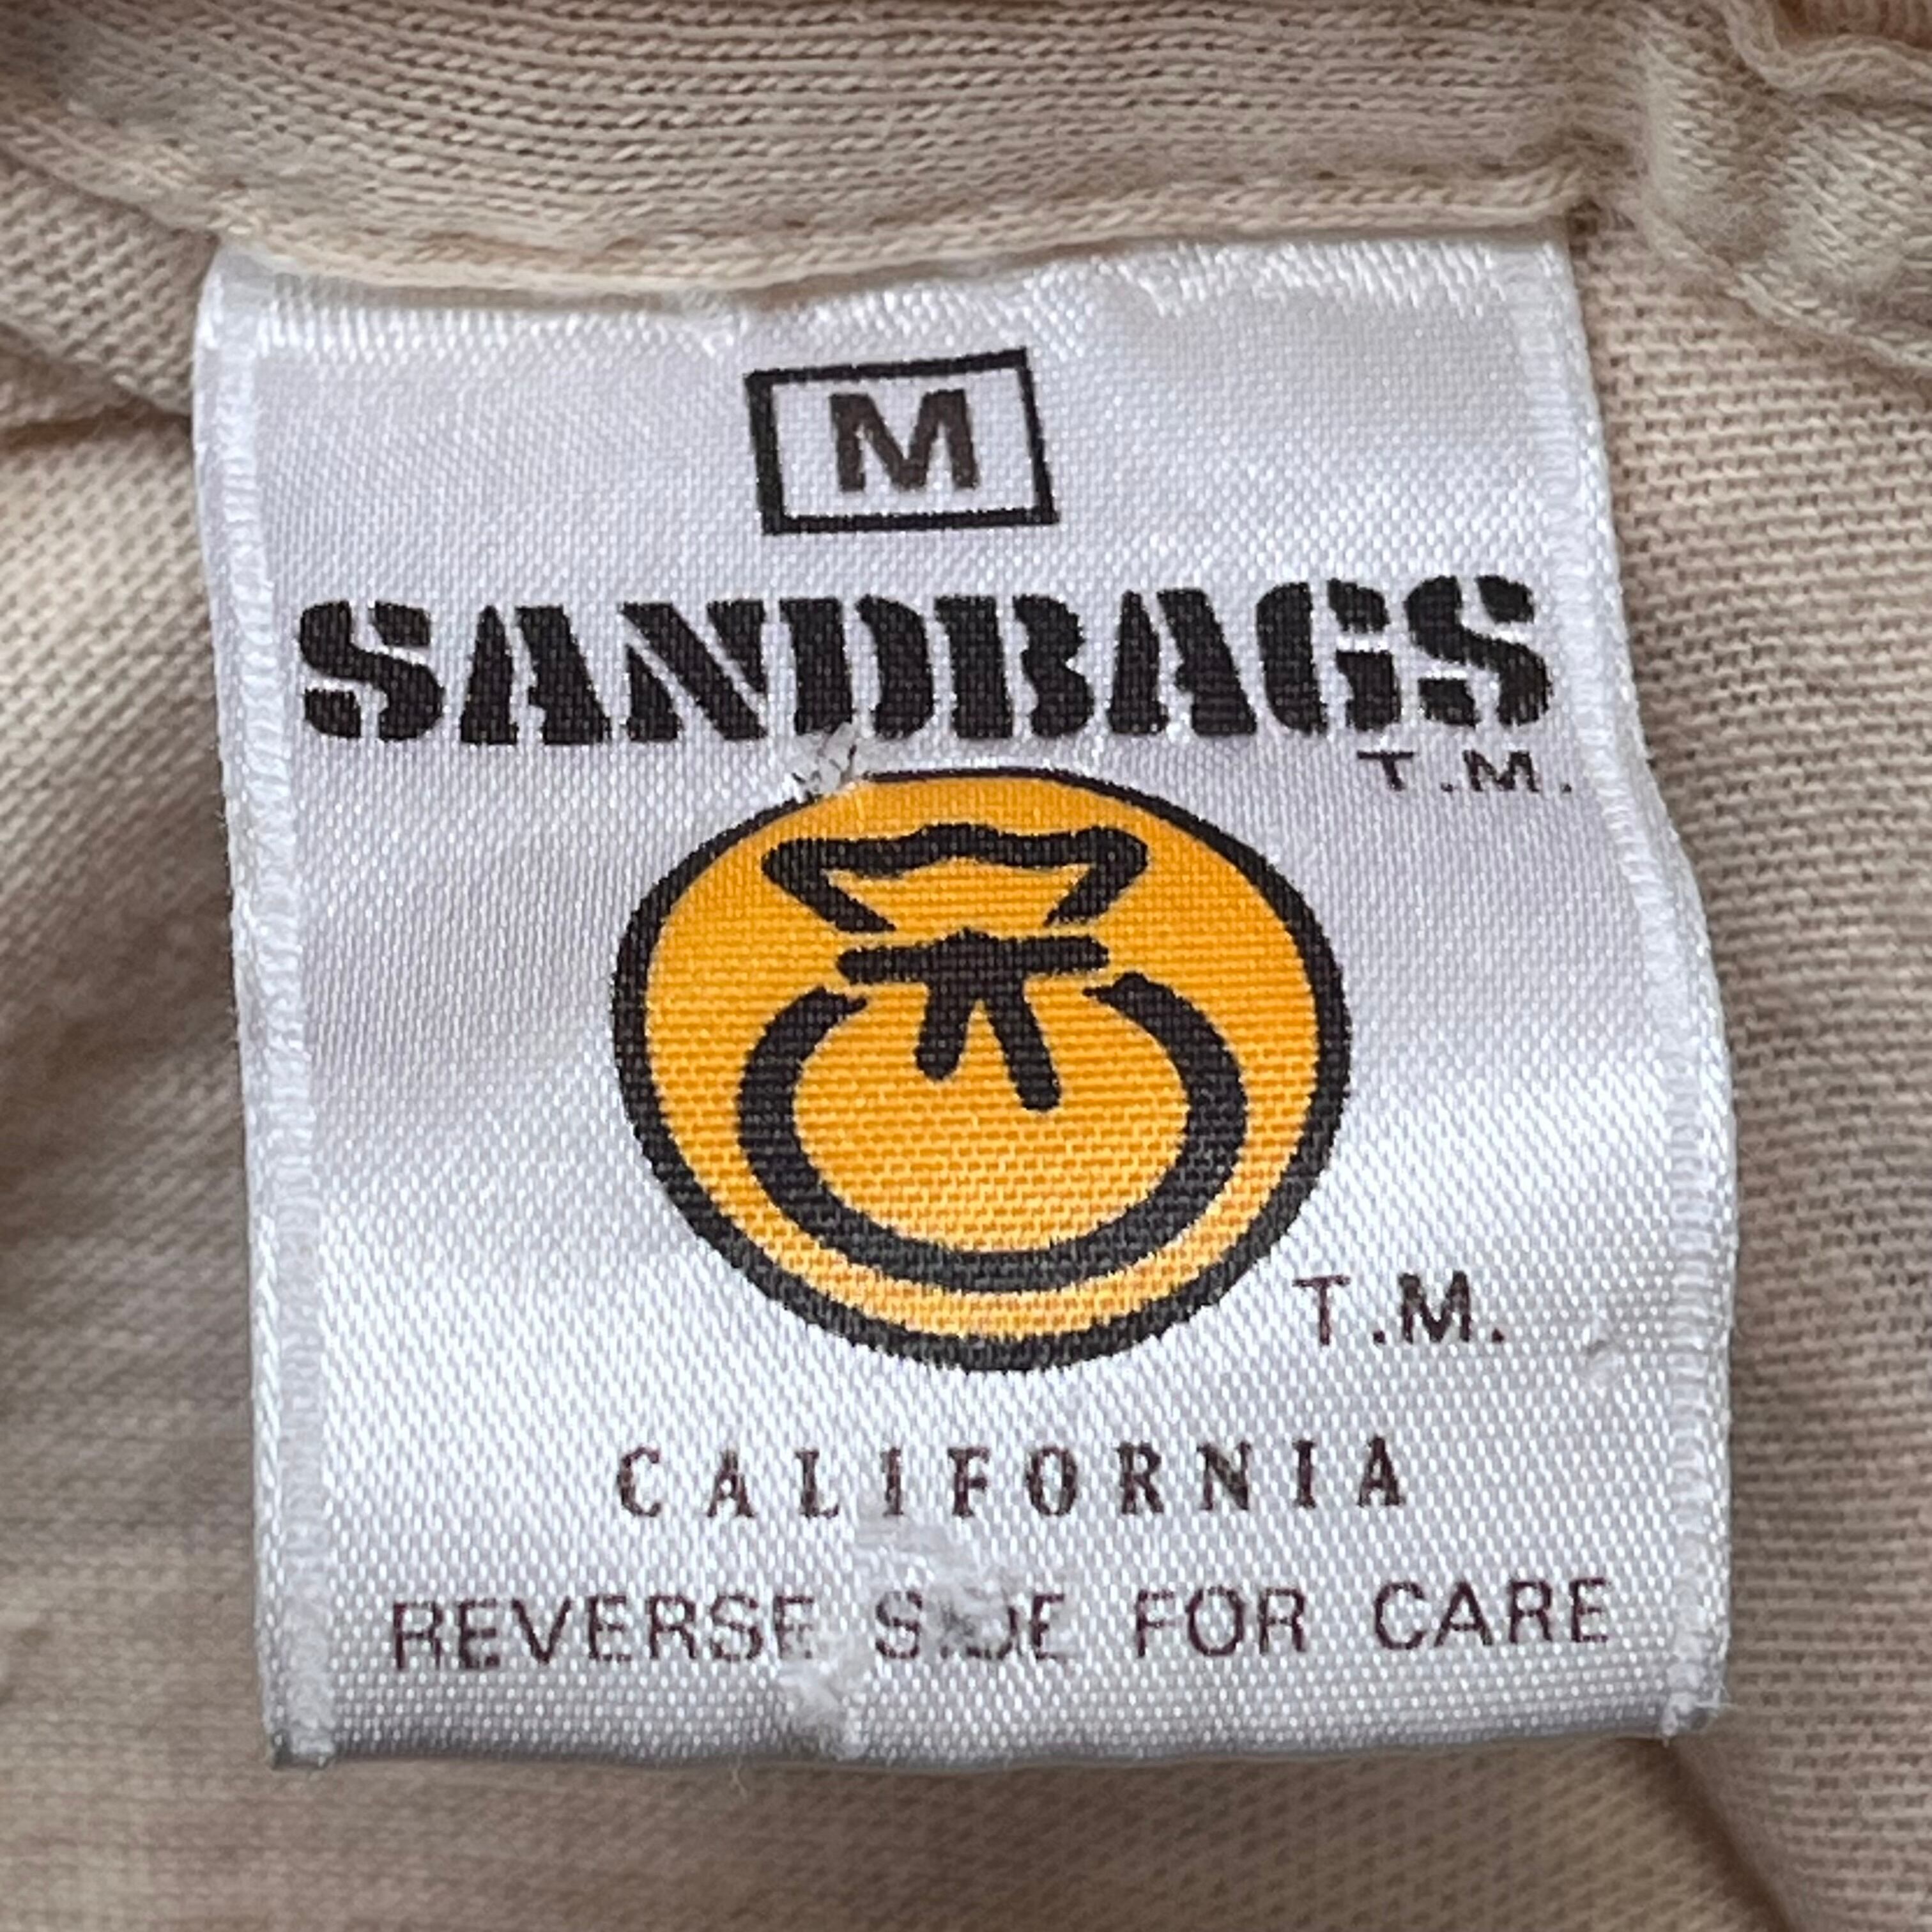 M
SANDBAGS
T.M.
T.M.
CALIFORNIA
REVERSE SIDE FOR CARE